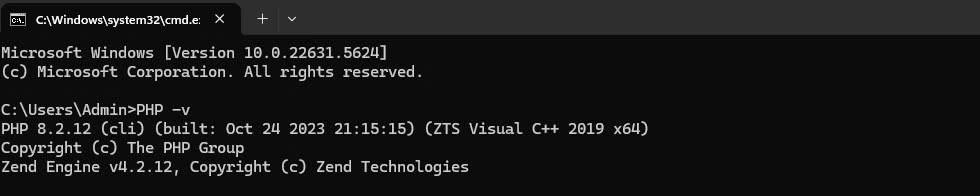 C:\Windows\system32\cmd.e
Microsoft Windows [Version 10.0.22631.5624]
(c) Microsoft Corporation. All rights reserved.
C:\Users\Admin>PHP -v
PHP 8.2.12 (cli) (built: Oct 24 2023 21:15:15) (ZTS Visual C++ 2019 x64)
Copyright (c) The PHP Group
Zend Engine v4.2.12, Copyright (c) Zend Technologies